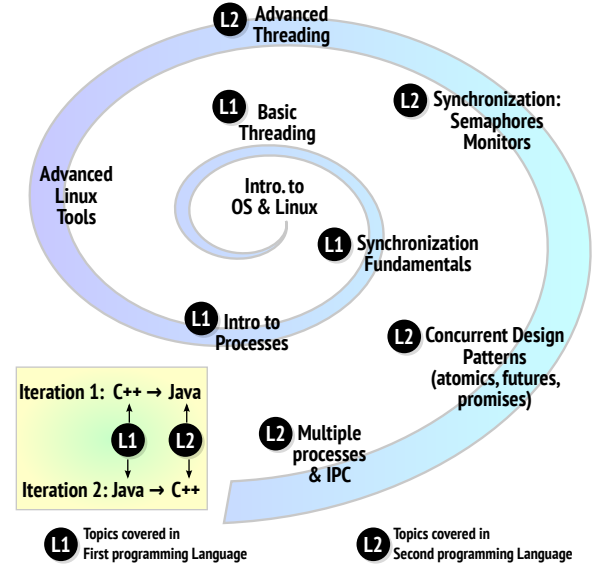 L2 Advanced
Threading
L1 Basic
Threading
L2 Synchronization:
Semaphores
Monitors
Advanced
Linux
Tools
Intro. to
OS & Linux
L1 Synchronization
Fundamentals
L1 Intro to
Processes
L2 Concurrent Design
Patterns
(atomics, futures,
promises)
L2 Multiple
processes
& IPC
Iteration 1: C++ → Java
L1 L2
Iteration 2: Java → C++
L1 Topics covered in
First programming Language
L2 Topics covered in
Second programming Language